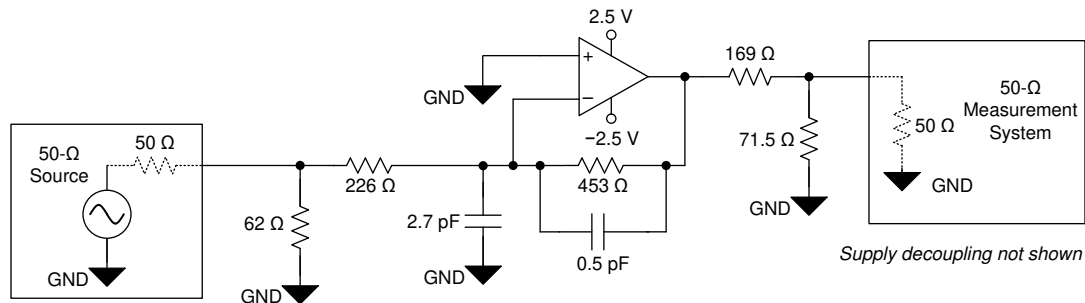 2.5 V
+
−
GND
−2.5 V
169 Ω
71.5 Ω
GND
50-Ω
Measurement
System
50 Ω
GND
50-Ω
Source
50 Ω
GND
226 Ω
62 Ω
GND
2.7 pF
GND
453 Ω
0.5 pF
Supply decoupling not shown